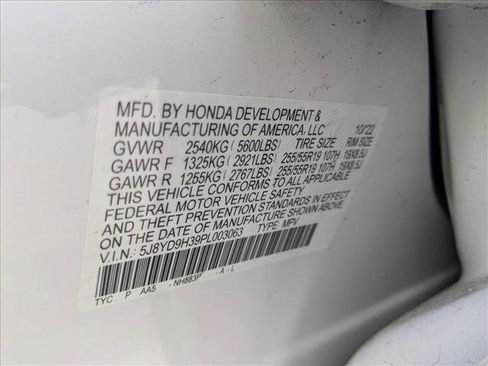 MFD. BY HONDA DEVELOPMENT &
MANUFACTURING OF AMERICA, LLC 10/22
GVWR 2540KG (5600LBS) TIRE SIZE RIM SIZE
GAWR F 1325KG (2921LBS) 255/55R19 107H 19X8.5J
GAWR R 1255KG (2767LBS) 255/55R19 107H 19X8.5J
THIS VEHICLE CONFORMS TO ALL APPLICABLE
FEDERAL MOTOR VEHICLE SAFETY, BUMPER,
AND THEFT PREVENTION STANDARDS IN EFFECT
ON THE DATE OF MANUFACTURE SHOWN ABOVE.
V.I.N.: 5J8YD9H39PL003063 TYPE: MPV
TYC P AA5 - NH883P - A - L